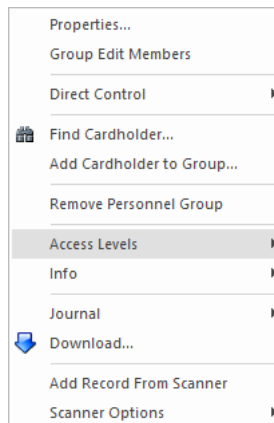 Properties...
Group Edit Members
Direct Control
Find Cardholder...
Add Cardholder to Group...
Remove Personnel Group
Access Levels
Info
Journal
Download...
Add Record From Scanner
Scanner Options